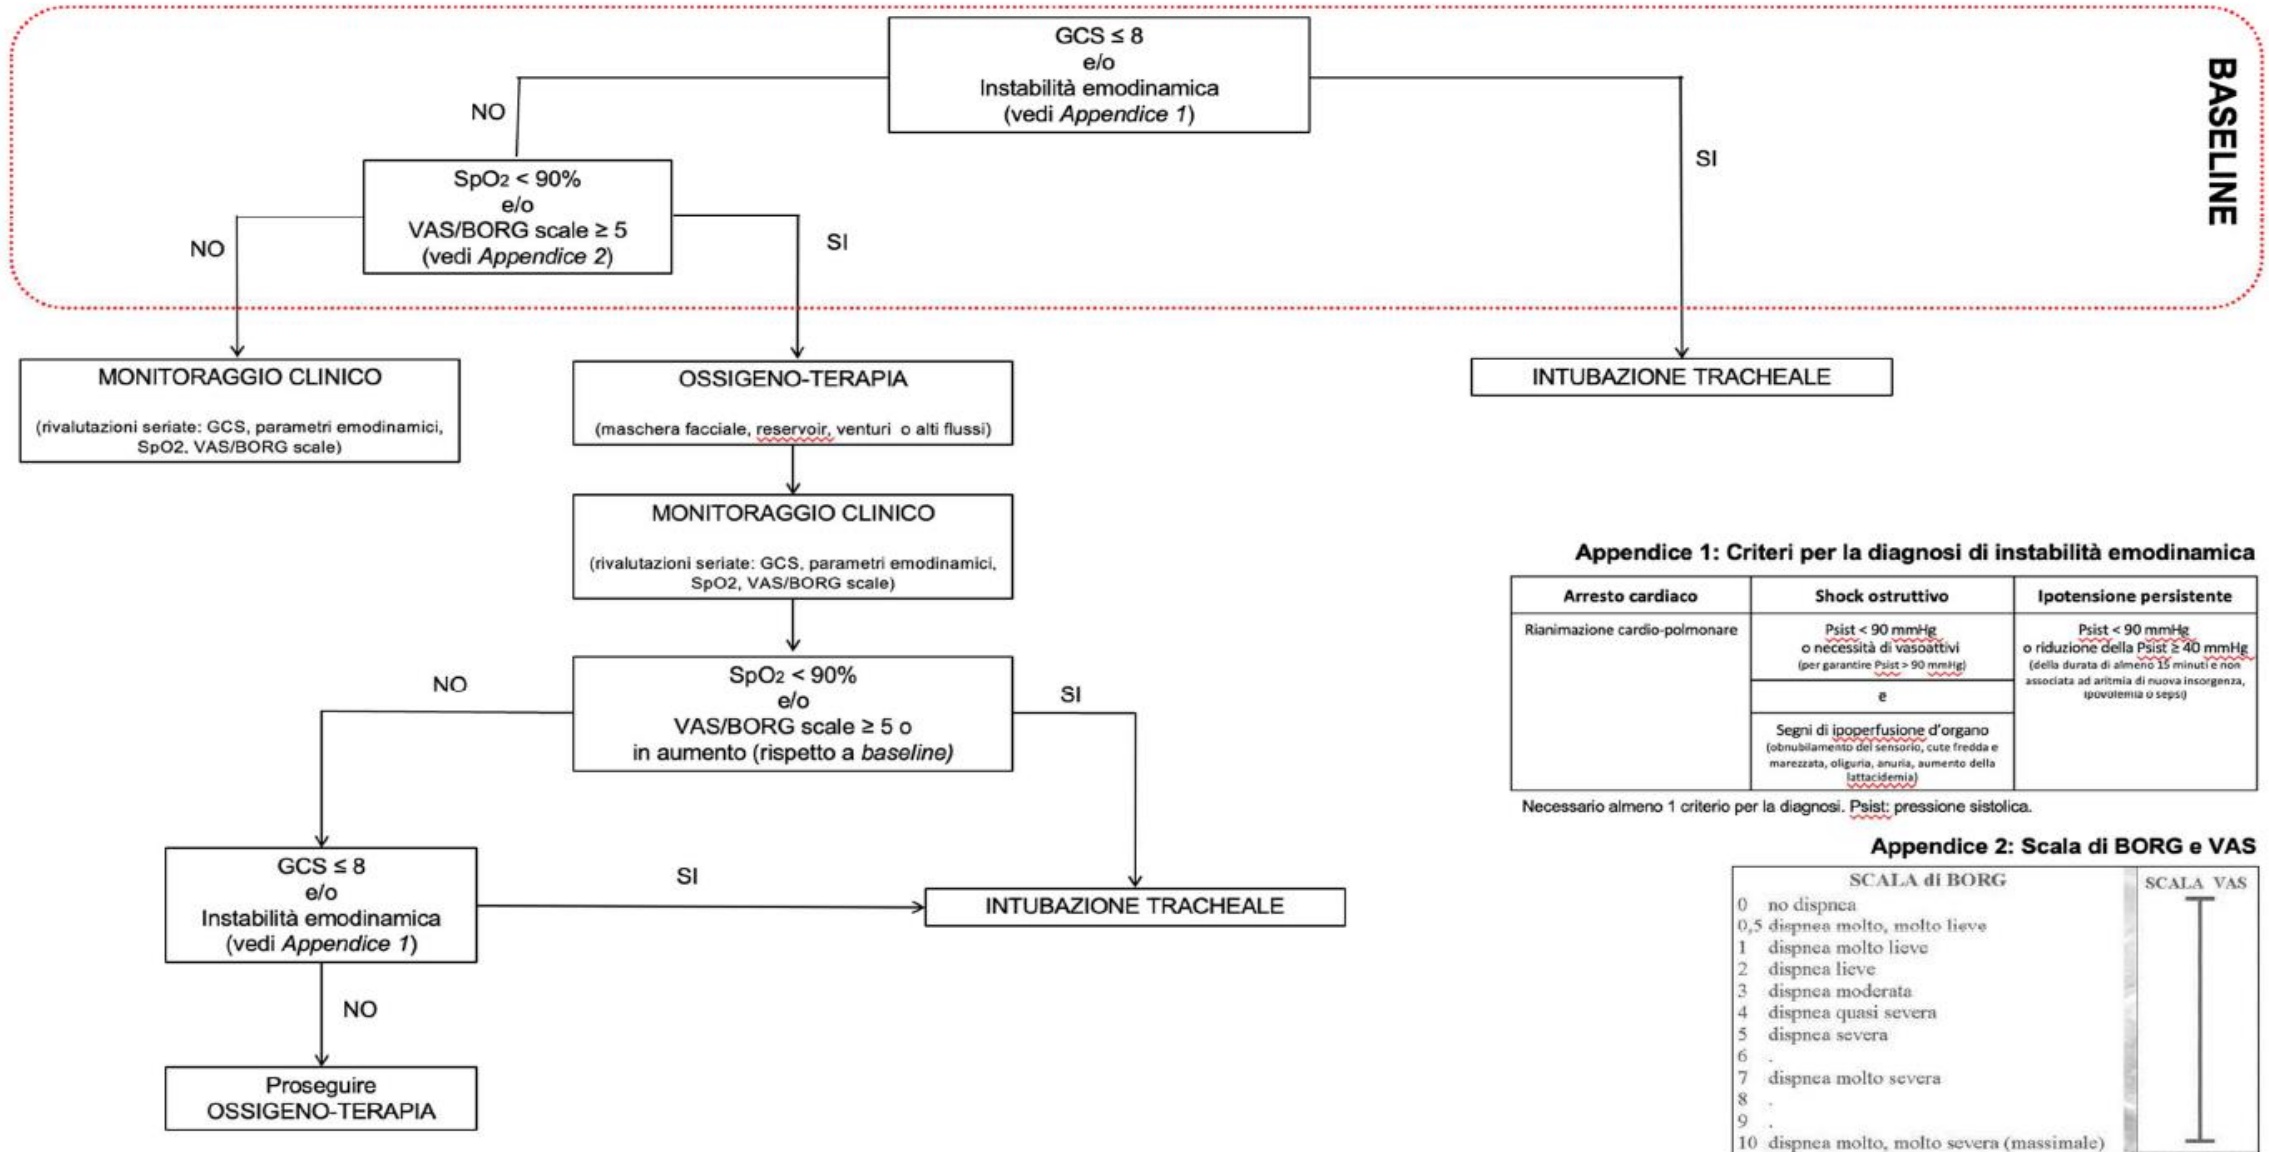 GCS ≤ 8
e/o
Instabilità emodinamica
(vedi Appendice 1)
BASELINE
NO
SI
SpO2 < 90%
e/o
VAS/BORG scale ≥ 5
(vedi Appendice 2)
NO
SI
MONITORAGGIO CLINICO
(rivalutazioni seriate: GCS, parametri emodinamici,
SpO2, VAS/BORG scale)
OSSIGENO-TERAPIA
(maschera facciale, reservoir, venturi o alti flussi)
INTUBAZIONE TRACHEALE
MONITORAGGIO CLINICO
(rivalutazioni seriate: GCS, parametri emodinamici,
SpO2, VAS/BORG scale)
SpO2 < 90%
e/o
VAS/BORG scale ≥ 5 o
in aumento (rispetto a baseline)
NO
SI
GCS ≤ 8
e/o
Instabilità emodinamica
(vedi Appendice 1)
SI
INTUBAZIONE TRACHEALE
NO
Proseguire
OSSIGENO-TERAPIA
Appendice 1: Criteri per la diagnosi di instabilità emodinamica
Arresto cardiaco
Shock ostruttivo
Ipotensione persistente
Rianimazione cardio-polmonare
Psist < 90 mmHg
o necessità di vasoattivi
(per garantire Psist > 90 mmHg)
e
Segni di ipoperfusione d'organo
(obnubilamento del sensorio, cute fredda e
marezzata, oliguria, anuria, aumento della
lattacidemia)
Psist < 90 mmHg
o riduzione della Psist ≥ 40 mmHg
(della durata di almeno 15 minuti e non
associata ad aritmia di nuova insorgenza,
ipovolemia o sepsi)
Necessario almeno 1 criterio per la diagnosi. Psist: pressione sistolica.
Appendice 2: Scala di BORG e VAS
SCALA di BORG
0 no dispnea
0,5 dispnea molto, molto lieve
1 dispnea molto lieve
2 dispnea lieve
3 dispnea moderata
4 dispnea quasi severa
5 dispnea severa
6 .
7 dispnea molto severa
8 .
9 .
10 dispnea molto, molto severa (massimale)
SCALA VAS